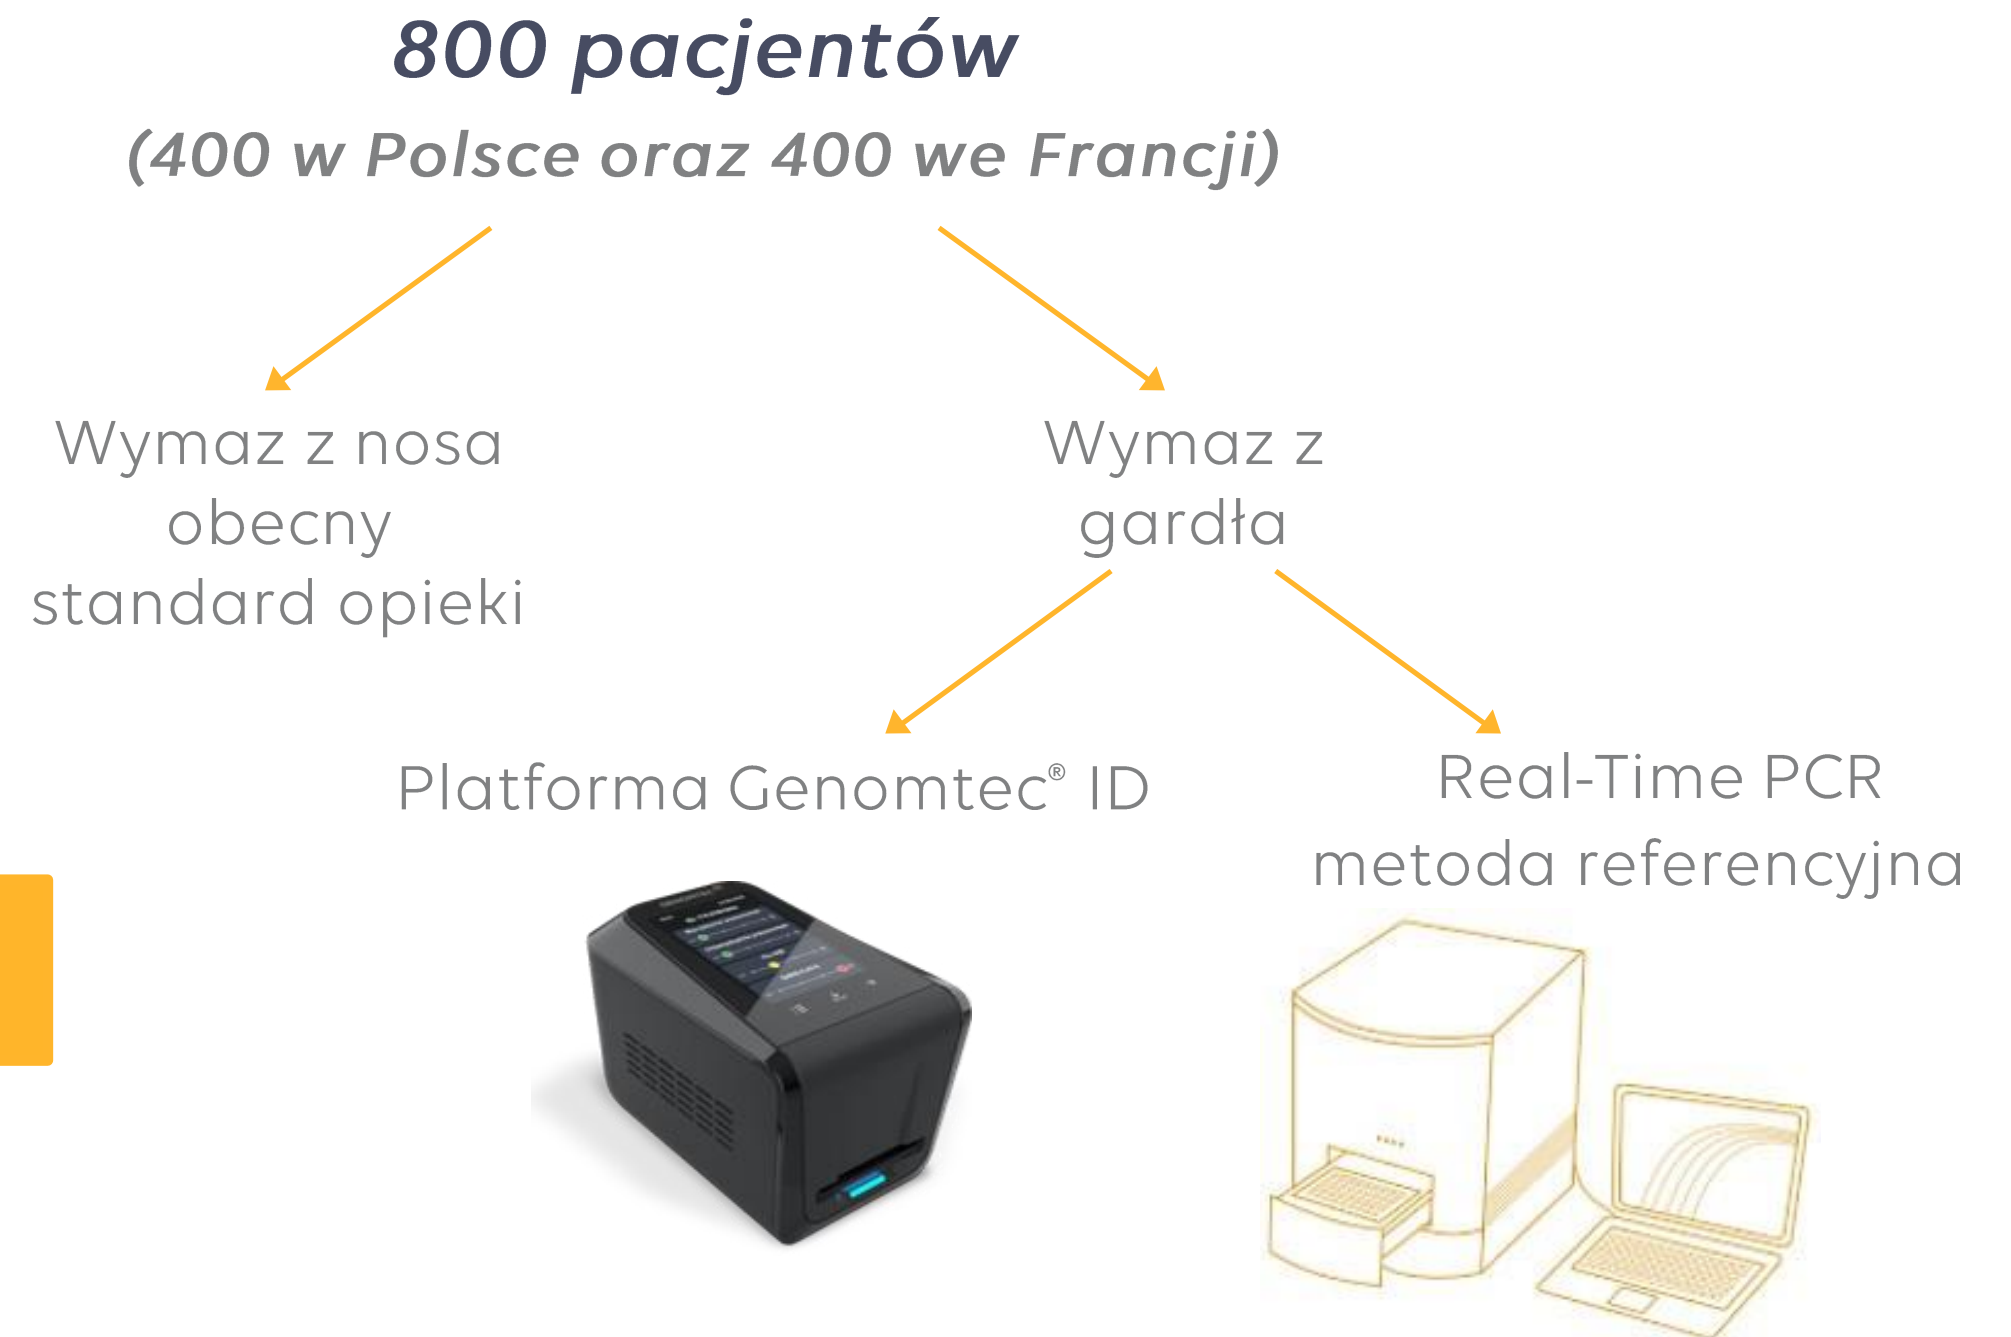 800 pacjentów
(400 w Polsce oraz 400 we Francji)
Wymaz z nosa
obecny
standard opieki
Wymaz z
gardła
Platforma Genomtec® ID
Real-Time PCR
metoda referencyjna